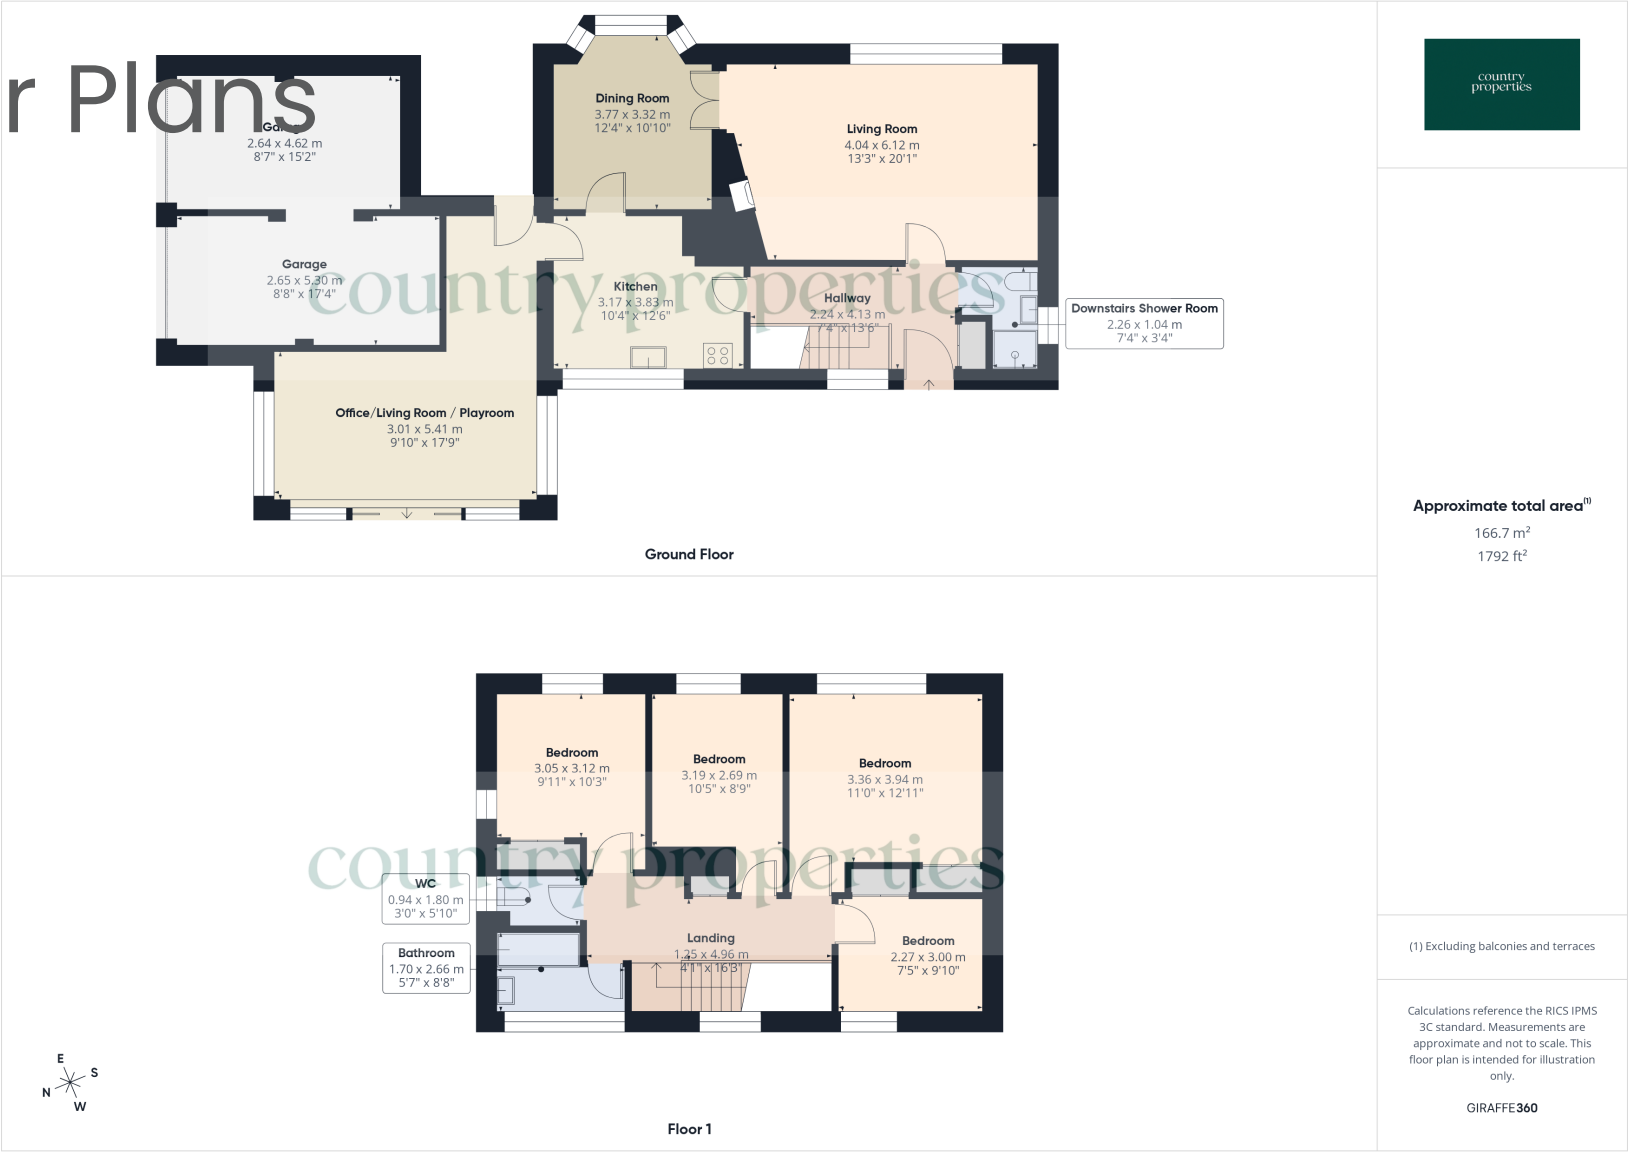 r Plans
country
properties
Garage
2.64 x 4.62 m
8'7" x 15'2"
Dining Room
3.77 x 3.32 m
12'4" x 10'10"
Living Room
4.04 x 6.12 m
13'3" x 20'1"
Garage
2.65 x 5.30 m
8'8" x 17'4"
Kitchen
3.17 x 3.83 m
10'4" x 12'6"
Hallway
2.24 x 4.13 m
7'4" x 13'6"
Downstairs Shower Room
2.26 x 1.04 m
7'4" x 3'4"
country properties
Office/Living Room / Playroom
3.01 x 5.41 m
9'10" x 17'9"
Ground Floor
Approximate total area(1)
166.7 m²
1792 ft²
Bedroom
3.05 x 3.12 m
9'11" x 10'3"
Bedroom
3.19 x 2.69 m
10'5" x 8'9"
Bedroom
3.36 x 3.94 m
11'0" x 12'11"
country properties
WC
0.94 x 1.80 m
3'0" x 5'10"
Bathroom
1.70 x 2.66 m
5'7" x 8'8"
Landing
1.25 x 4.96 m
4'1" x 16'3"
Bedroom
2.27 x 3.00 m
7'5" x 9'10"
E
S
N
W
Floor 1
(1) Excluding balconies and terraces
Calculations reference the RICS IPMS
3C standard. Measurements are
approximate and not to scale. This
floor plan is intended for illustration
only.
GIRAFFE360